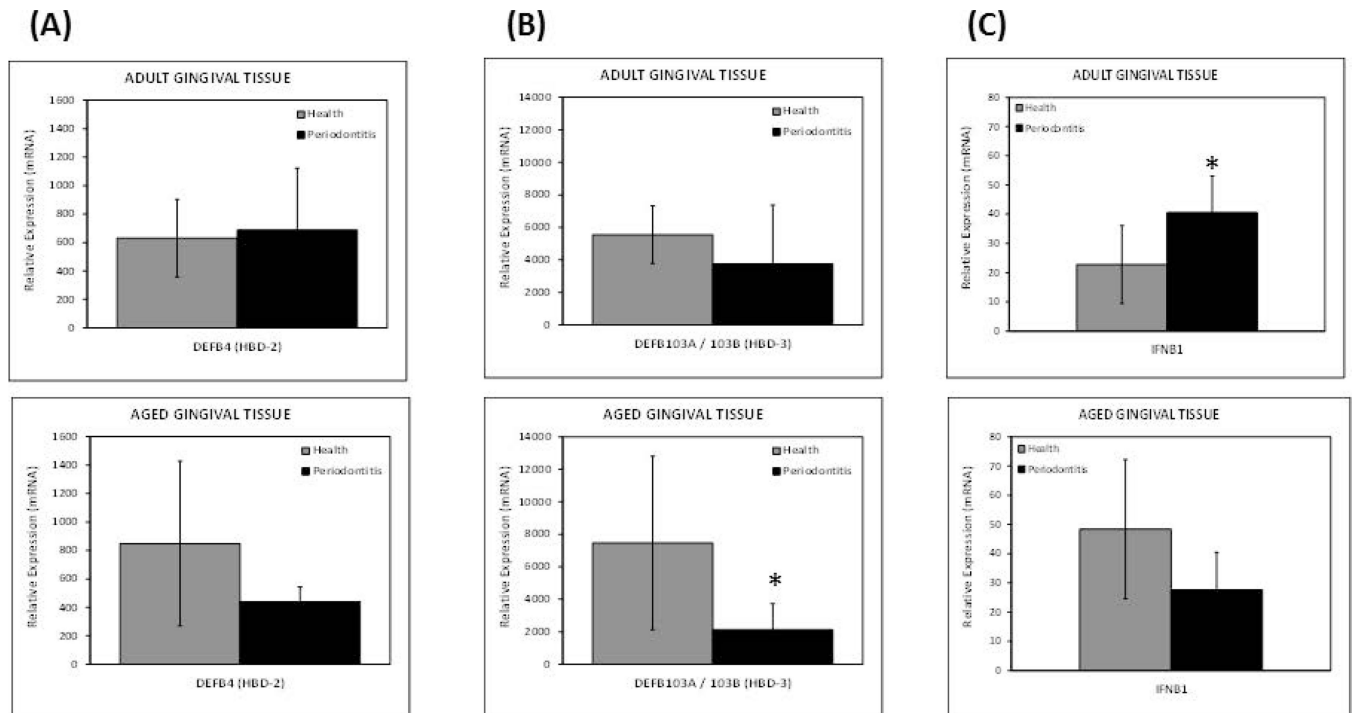 (A)
ADULT GINGIVAL TISSUE
Relative Expression (mRNA)
1600
1400
1200
1000
800
600
400
200
0
Health
Periodontitis
DEFB4 (HBD-2)
AGED GINGIVAL TISSUE
Relative Expression (mRNA)
1600
1400
1200
1000
800
600
400
200
0
Health
Periodontitis
DEFB4 (HBD-2)
(B)
ADULT GINGIVAL TISSUE
Relative Expression (mRNA)
14000
12000
10000
8000
6000
4000
2000
0
Health
Periodontitis
DEFB103A / 103B (HBD-3)
AGED GINGIVAL TISSUE
Relative Expression (mRNA)
14000
12000
10000
8000
6000
4000
2000
0
Health
Periodontitis
*
DEFB103A / 103B (HBD-3)
(C)
ADULT GINGIVAL TISSUE
Relative Expression (mRNA)
80
70
60
50
40
30
20
10
0
Health
Periodontitis
*
IFNB1
AGED GINGIVAL TISSUE
Relative Expression (mRNA)
80
70
60
50
40
30
20
10
0
Health
Periodontitis
IFNB1